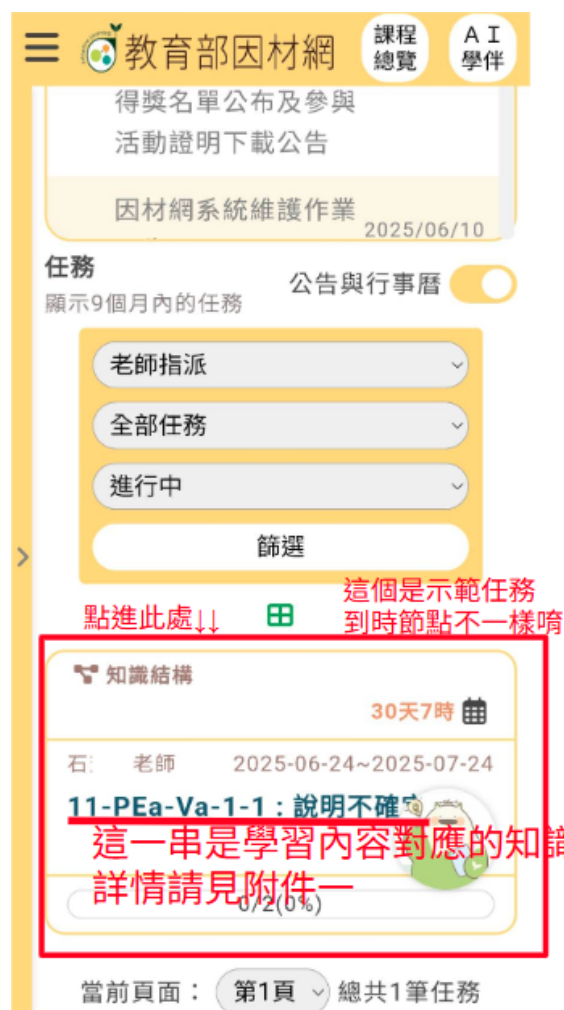 教育部因材網
課程
總覽
AI
學伴
得獎名單公布及參與
活動證明下載公告
因材網系統維護作業
2025/06/10
任務
顯示9個月內的任務
公告與行事曆
老師指派
全部任務
進行中
篩選
這個是示範任務
點進此處↓↓
到時節點不一樣唷
知識結構
30天7時
石 老師 2025-06-24~2025-07-24
11-PEa-Va-1-1：說明不確
這一串是學習內容對應的知識
詳情請見附件一
0/2(0%)
當前頁面： 第1頁 總共1筆任務